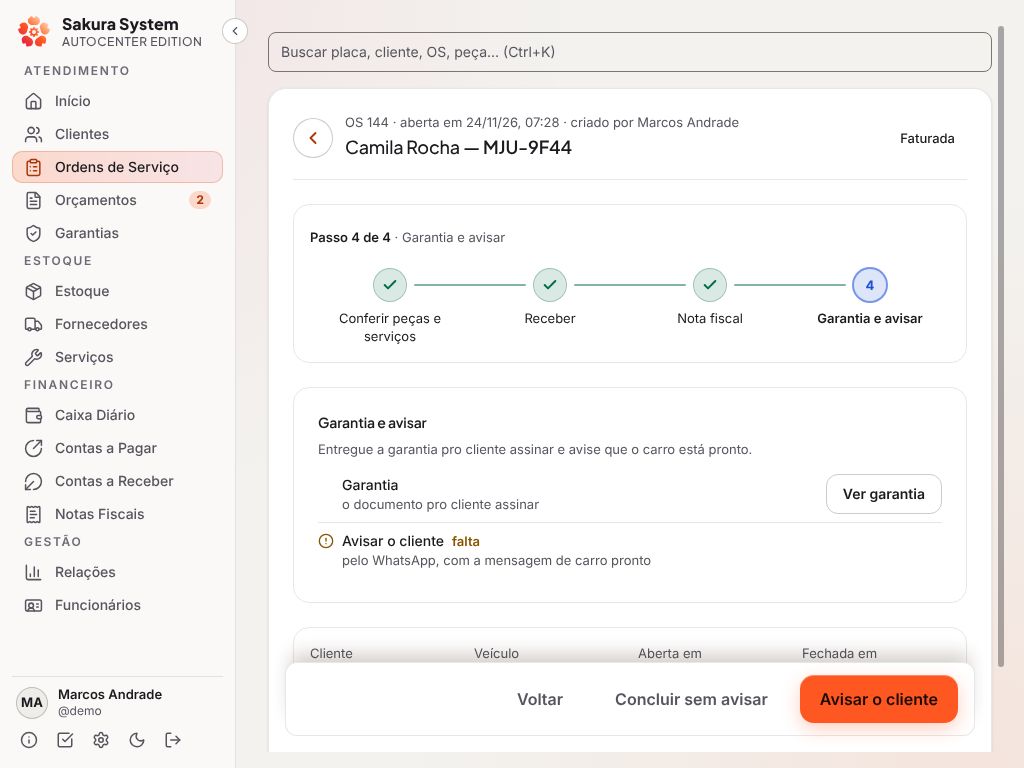 Sakura System
AUTOCENTER EDITION
ATENDIMENTO
Início
Clientes
Ordens de Serviço
Orçamentos 2
Garantias
ESTOQUE
Estoque
Fornecedores
Serviços
FINANCEIRO
Caixa Diário
Contas a Pagar
Contas a Receber
Notas Fiscais
GESTÃO
Relações
Funcionários
MA
Marcos Andrade
@demo
Buscar placa, cliente, OS, peça... (Ctrl+K)
OS 144 · aberta em 24/11/26, 07:28 · criado por Marcos Andrade
Camila Rocha — MJU-9F44
Faturada
Passo 4 de 4 · Garantia e avisar
4
Conferir peças e
serviços
Receber
Nota fiscal
Garantia e avisar
Garantia e avisar
Entregue a garantia pro cliente assinar e avise que o carro está pronto.
Garantia
o documento pro cliente assinar
Ver garantia
Avisar o cliente falta
pelo WhatsApp, com a mensagem de carro pronto
Cliente Veículo Aberta em Fechada em
Voltar Concluir sem avisar Avisar o cliente